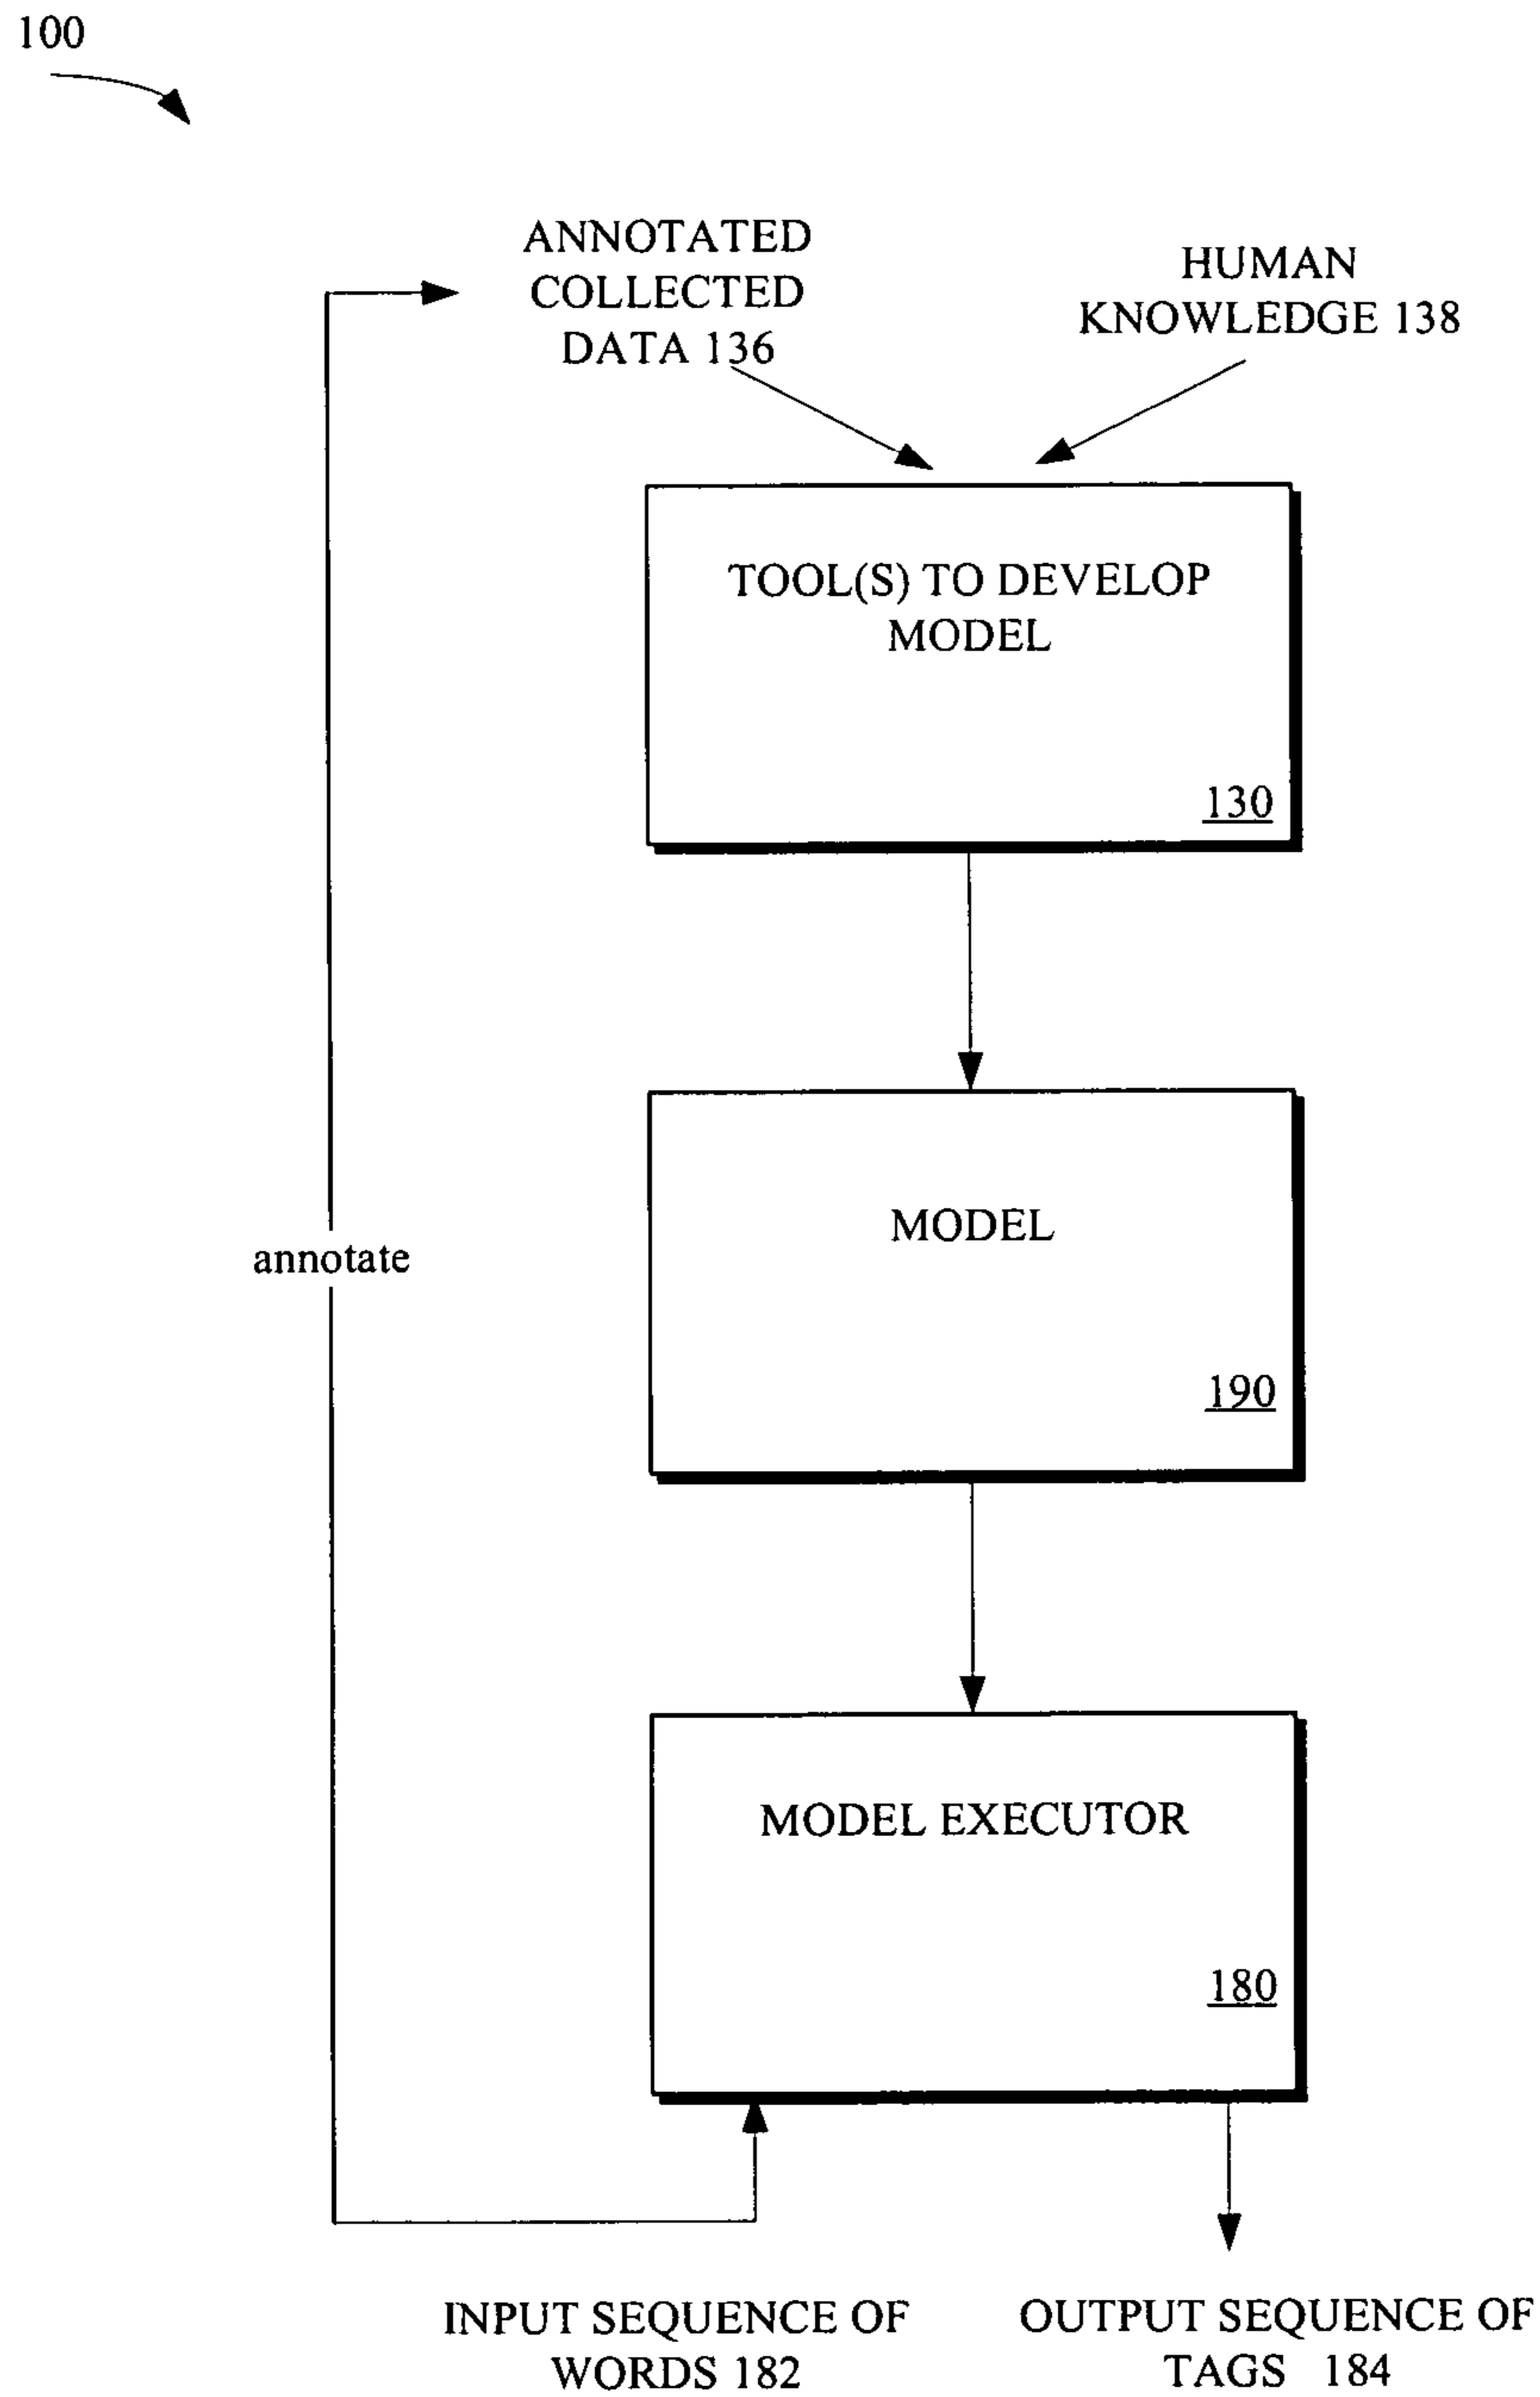 100
ANNOTATED
COLLECTED
DATA 136
HUMAN
KNOWLEDGE 138
TOOL(S) TO DEVELOP
MODEL
130
MODEL
190
annotate
MODEL EXECUTOR
180
INPUT SEQUENCE OF
WORDS 182
OUTPUT SEQUENCE OF
TAGS 184